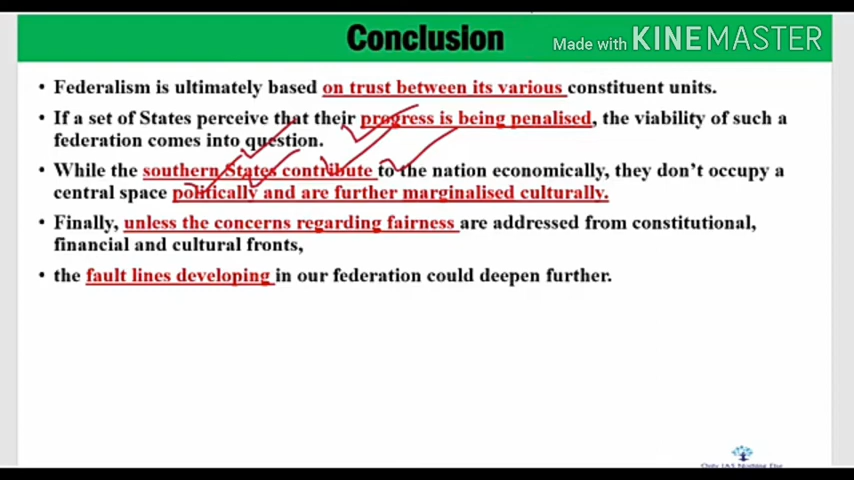 Conclusion
Made with KINEMASTER
• Federalism is ultimately based on trust between its various constituent units.
• If a set of States perceive that their progress is being penalised, the viability of such a
federation comes into question.
• While the southern States contribute to the nation economically, they don't occupy a
central space politically and are further marginalised culturally.
• Finally, unless the concerns regarding fairness are addressed from constitutional,
financial and cultural fronts,
• the fault lines developing in our federation could deepen further.
Only IAS Nothing Else